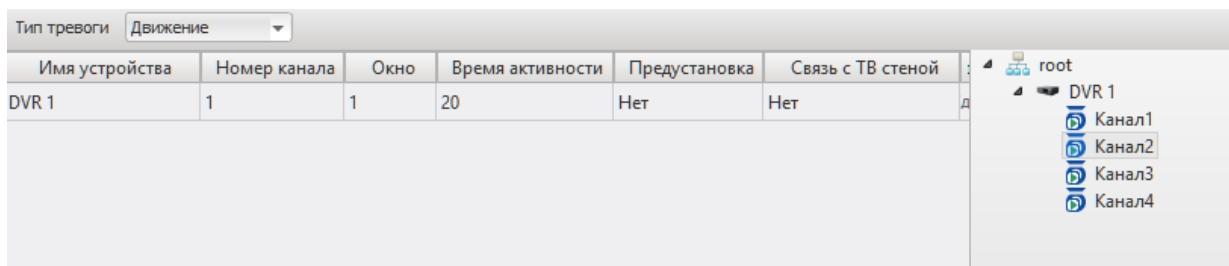 Тип тревоги Движение
Имя устройства Номер канала Окно Время активности Предустановка Связь с ТВ стеной
DVR 1 1 1 20 Нет Нет
root
DVR 1
Канал1
Канал2
Канал3
Канал4